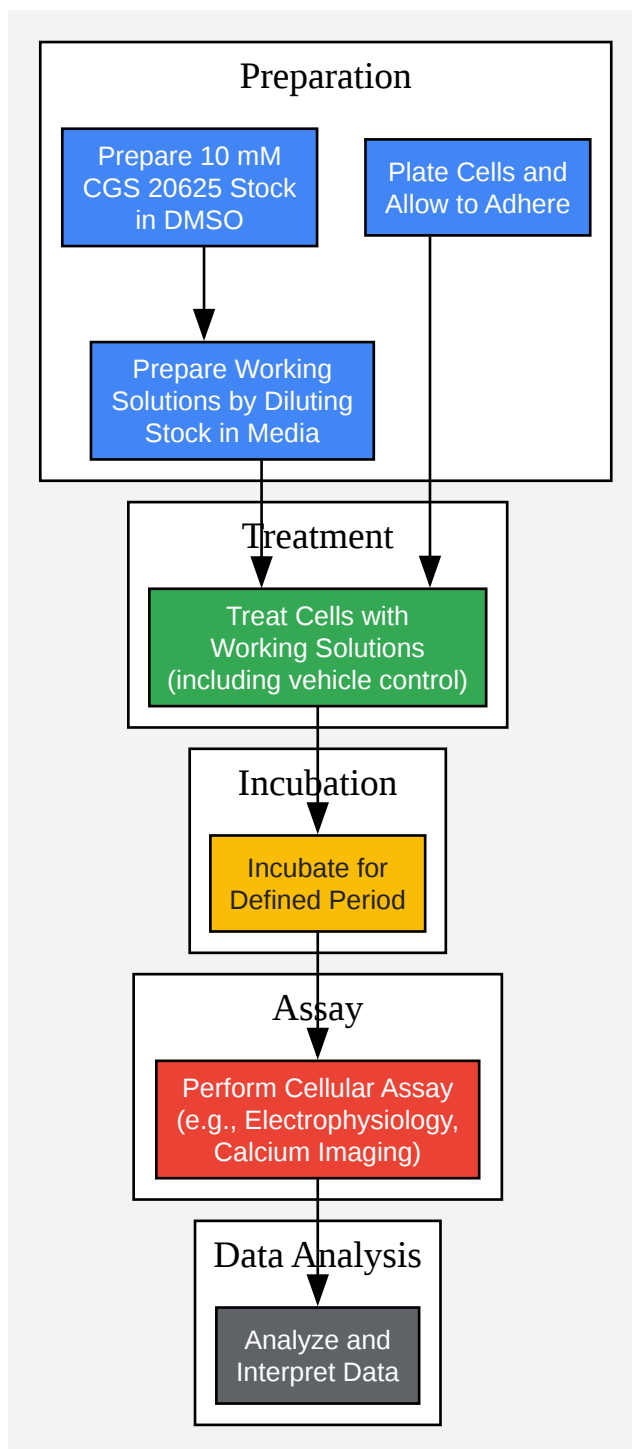 Preparation
Prepare 10 mM
CGS 20625 Stock
in DMSO
Plate Cells and
Allow to Adhere
Prepare Working
Solutions by Diluting
Stock in Media
Treatment
Treat Cells with
Working Solutions
(including vehicle control)
Incubation
Incubate for
Defined Period
Assay
Perform Cellular Assay
(e.g., Electrophysiology,
Calcium Imaging)
Data Analysis
Analyze and
Interpret Data